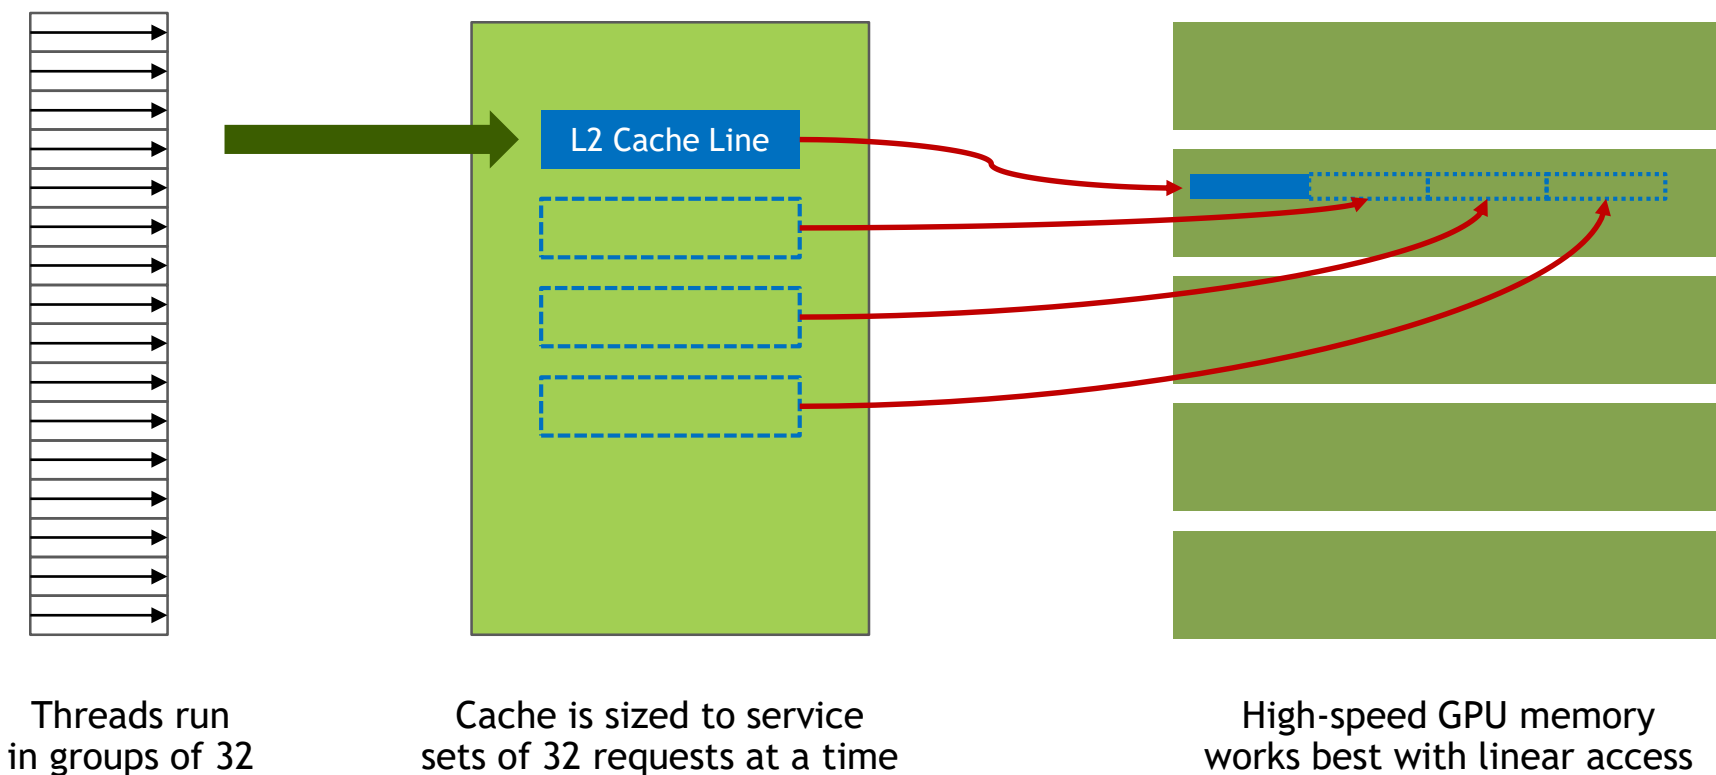 L2 Cache Line
Threads run
in groups of 32
Cache is sized to service
sets of 32 requests at a time
High-speed GPU memory
works best with linear access